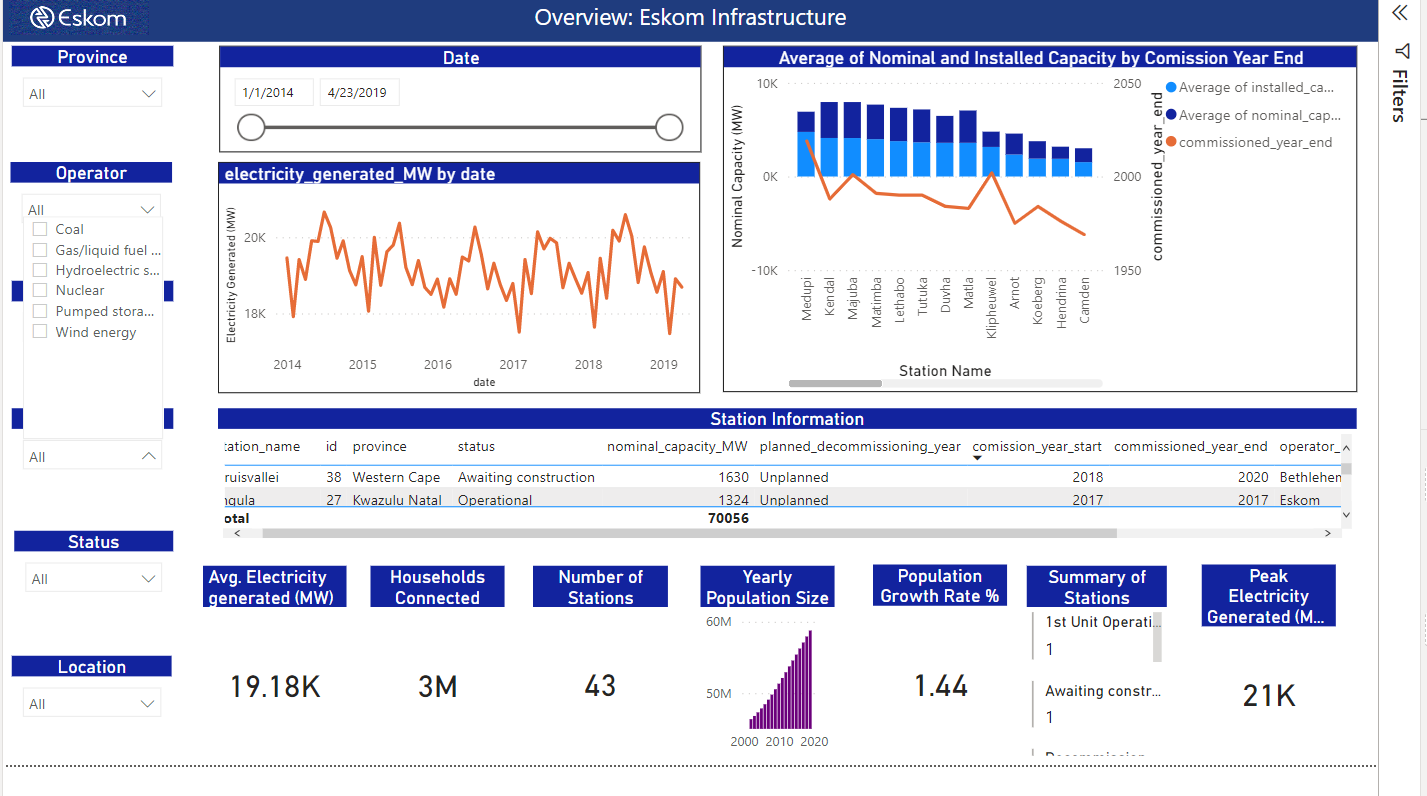 Eskom
Overview: Eskom Infrastructure
Filters
Province
All
Operator
All
Coal
Gas/liquid fuel ...
Hydroelectric s...
Nuclear
Pumped stora...
Wind energy
All
Status
All
Location
All
Date
1/1/2014
4/23/2019
electricity_generated_MW by date
Electricity Generated (MW)
20K
18K
2014 2015 2016 2017 2018 2019
date
Average of Nominal and Installed Capacity by Comission Year End
Nominal Capacity (MW)
10K
0K
-10K
2050
2000
1950
commissioned_year_end
Average of installed_ca...
Average of nominal_cap...
commissioned_year_end
Medupi
Kendal
Majuba
Matimba
Lethabo
Tutuka
Duvha
Matla
Klipheuwel
Arnot
Koeberg
Hendrina
Camden
Station Name
Station Information
tation_name id province status nominal_capacity_MW planned_decommissioning_year comission_year_start commissioned_year_end operator_
ruisvallei 38 Western Cape Awaiting construction 1630 Unplanned 2018 2020 Bethlehem
ngula 27 Kwazulu Natal Operational 1324 Unplanned 2017 2017 Eskom
otal 70056
Avg. Electricity
generated (MW)
19.18K
Households
Connected
3M
Number of
Stations
43
Yearly
Population Size
60M
50M
2000 2010 2020
Population
Growth Rate %
1.44
Summary of
Stations
1st Unit Operati...
1
Awaiting constr...
1
Peak
Electricity
Generated (M...
21K